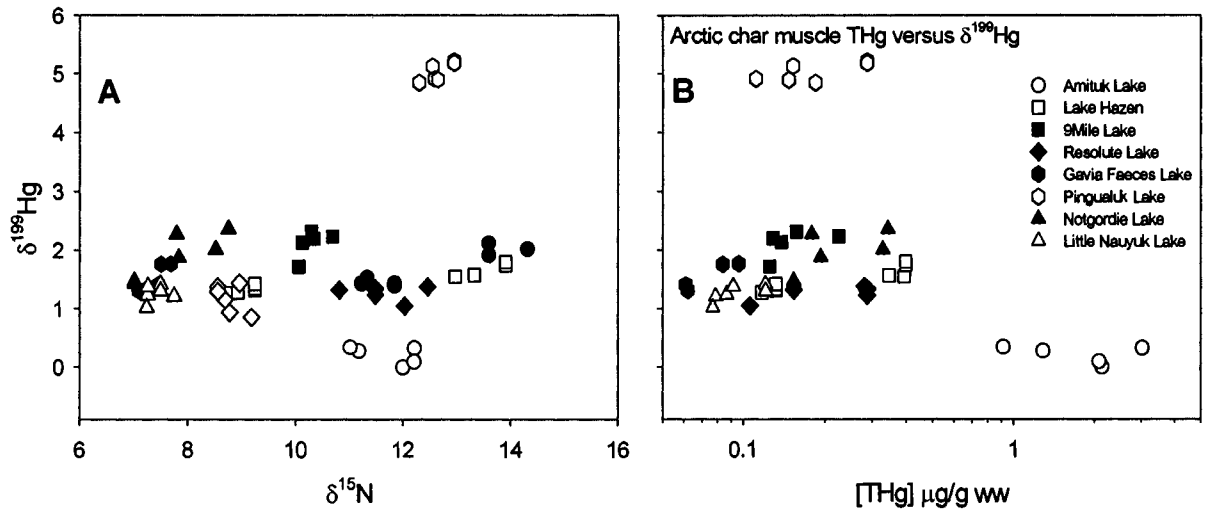 6
5
4
3
2
1
0
δ¹⁹⁹Hg
A
6 8 10 12 14 16
δ¹⁵N
Arctic char muscle THg versus δ¹⁹⁹Hg
B
Amituk Lake
Lake Hazen
9Mile Lake
Resolute Lake
Gavia Faeces Lake
Pingualuk Lake
Notgordie Lake
Little Nauyuk Lake
0.1 1
[THg] μg/g ww